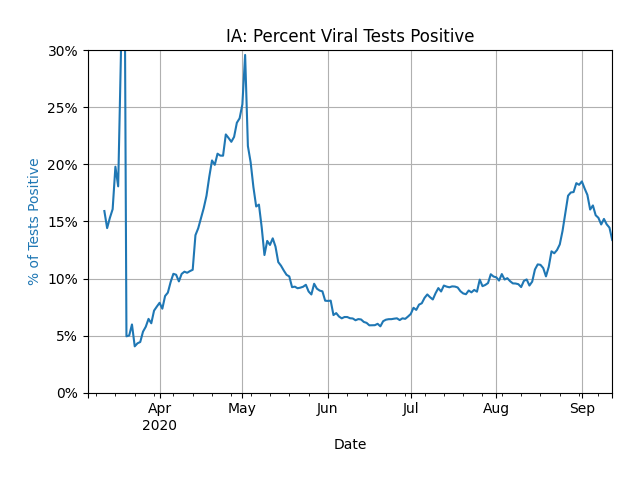 IA: Percent Viral Tests Positive
30%
25%
20%
15%
10%
5%
0%
% of Tests Positive
Apr
2020
May
Jun
Jul
Aug
Sep
Date